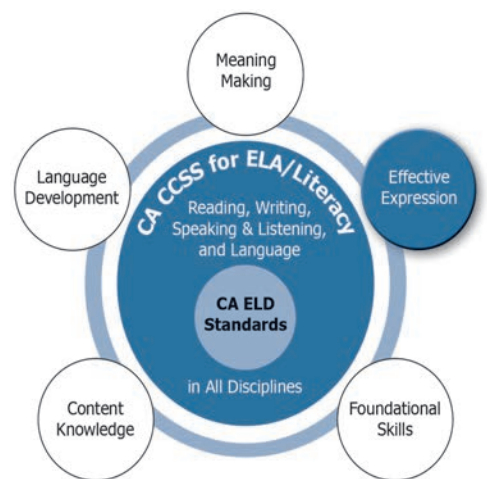 Meaning
Making
Language
Development
Effective
Expression
CA CCSS for ELA/Literacy
Reading, Writing,
Speaking & Listening,
and Language
CA ELD
Standards
in All Disciplines
Content
Knowledge
Foundational
Skills